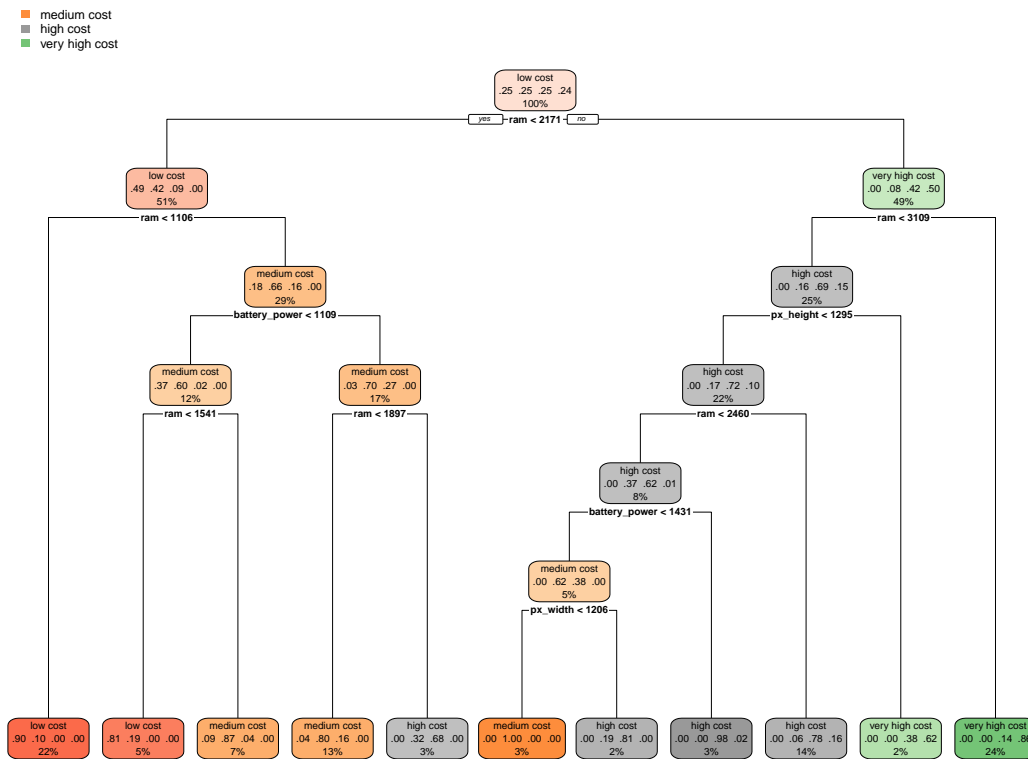 medium cost
high cost
very high cost
low cost
.25 .25 .25 .24
100%
yes ram < 2171 no
low cost
.49 .42 .09 .00
51%
ram < 1106
very high cost
.00 .08 .42 .50
49%
ram < 3109
medium cost
.18 .66 .16 .00
29%
battery_power < 1109
high cost
.00 .16 .69 .15
25%
px_height < 1295
medium cost
.37 .60 .02 .00
12%
ram < 1541
medium cost
.03 .70 .27 .00
17%
ram < 1897
high cost
.00 .17 .72 .10
22%
ram < 2460
high cost
.00 .37 .62 .01
8%
battery_power < 1431
medium cost
.00 .62 .38 .00
5%
px_width < 1206
low cost
.90 .10 .00 .00
22%
low cost
.81 .19 .00 .00
5%
medium cost
.09 .87 .04 .00
7%
medium cost
.04 .80 .16 .00
13%
high cost
.00 .32 .68 .00
3%
medium cost
.00 1.00 .00 .00
3%
high cost
.00 .19 .81 .00
2%
high cost
.00 .00 .98 .02
3%
high cost
.00 .06 .78 .16
14%
very high cost
.00 .00 .38 .62
2%
very high cost
.00 .00 .14
24%